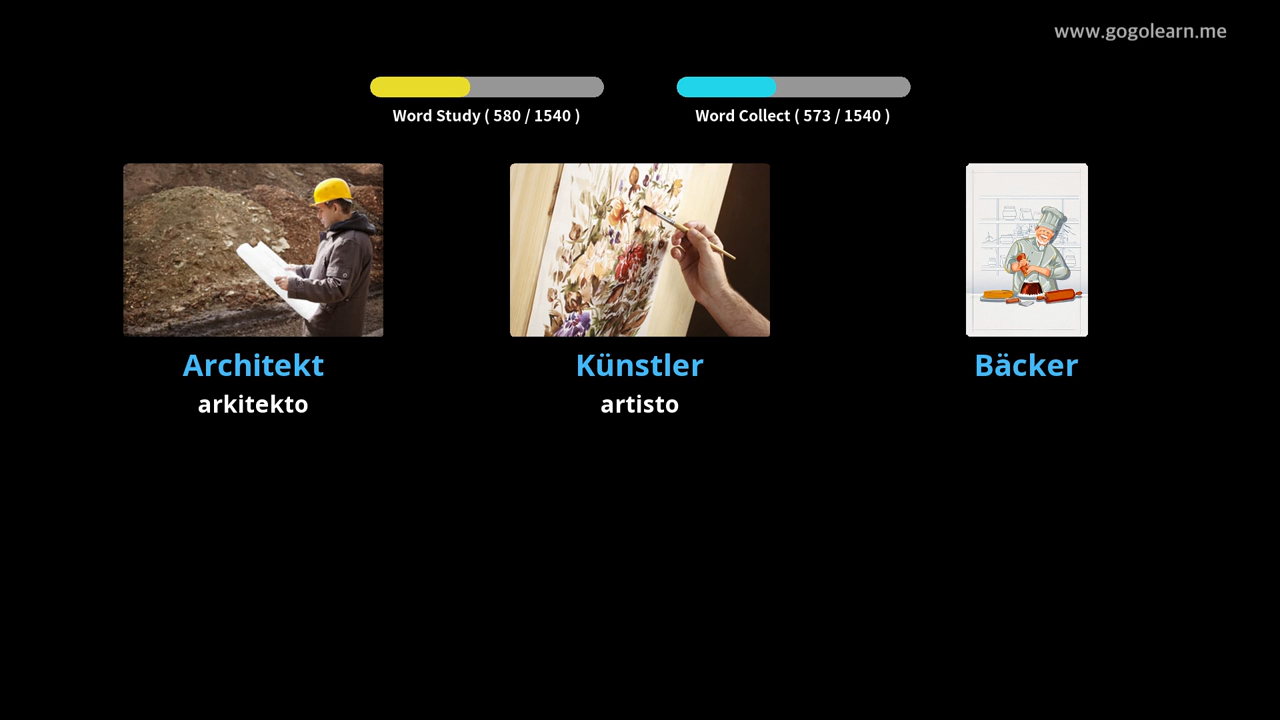 www.gogolearn.me
Word Study ( 580 / 1540 )
Word Collect ( 573 / 1540 )
Architekt
Künstler
Bäcker
arkitekto
artisto